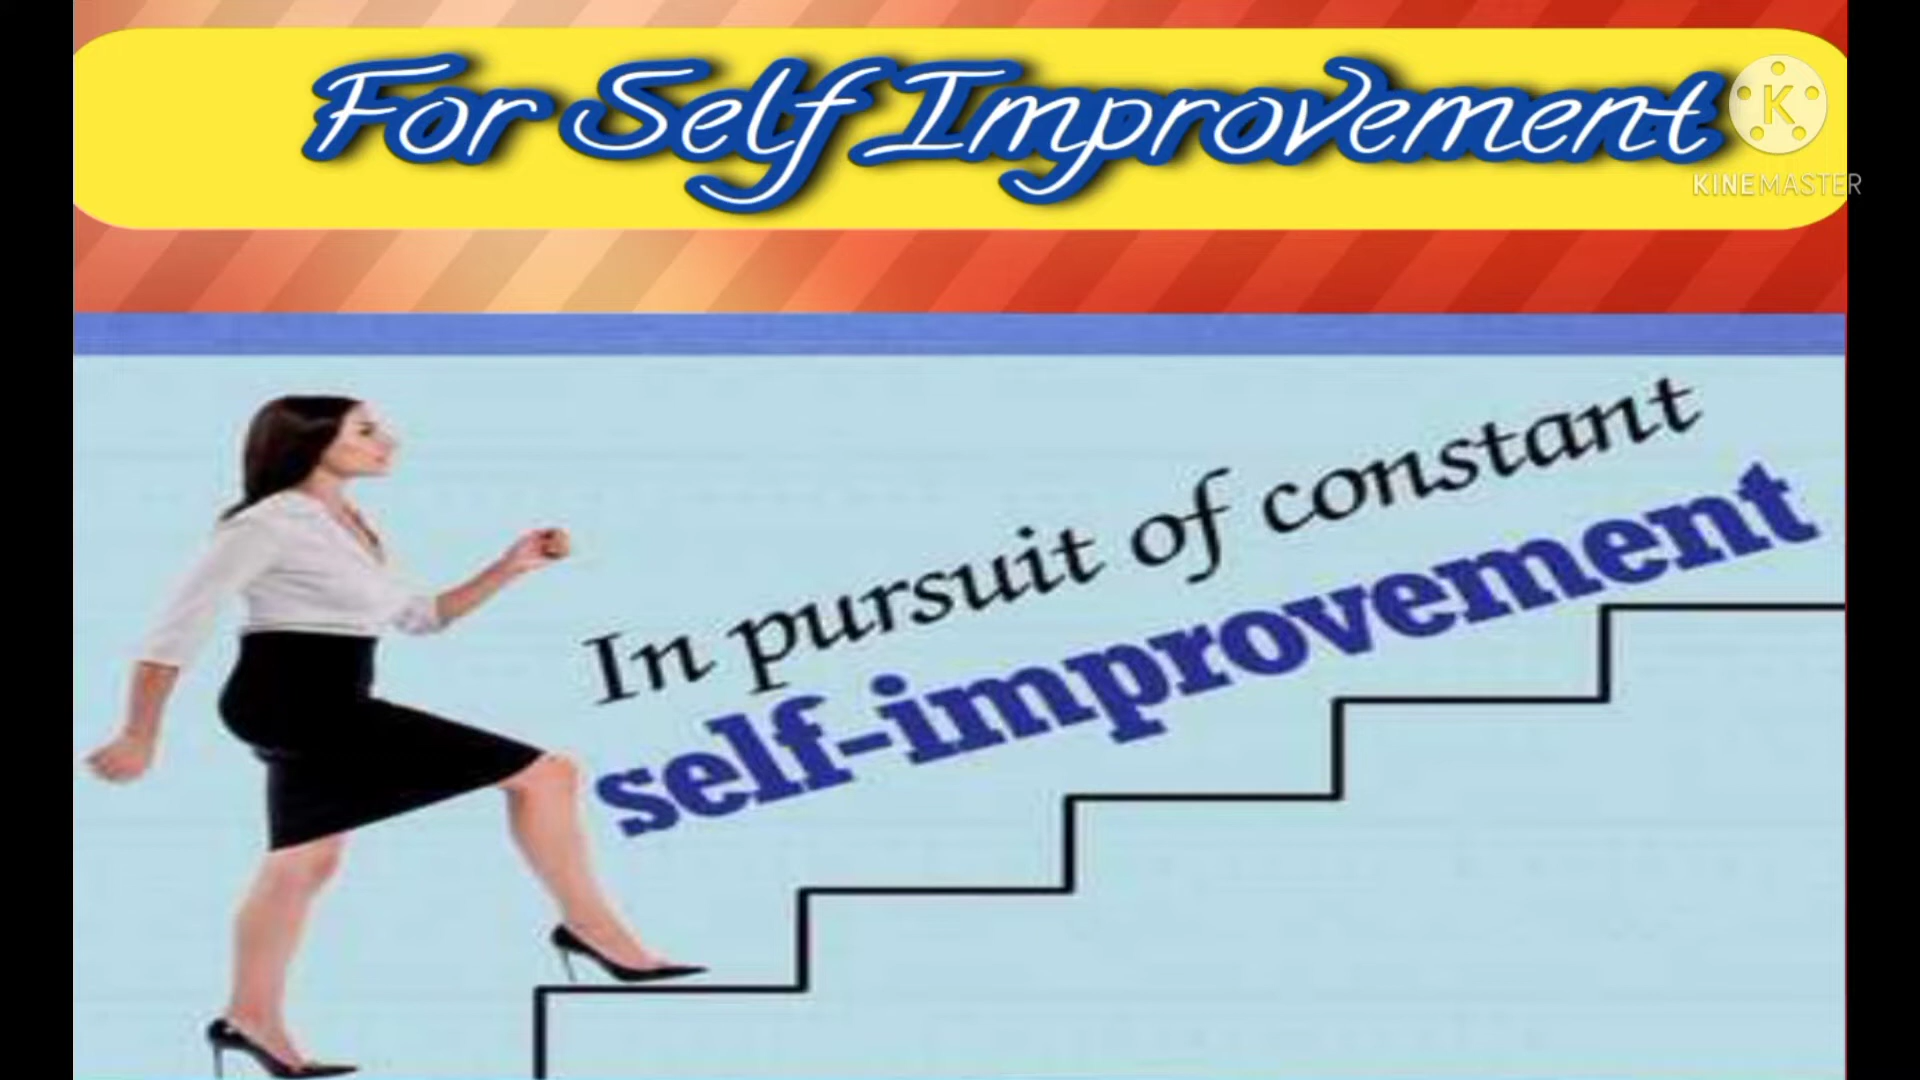 For Self Improvement
K
KINEMASTER
In pursuit of constant
self-improvement